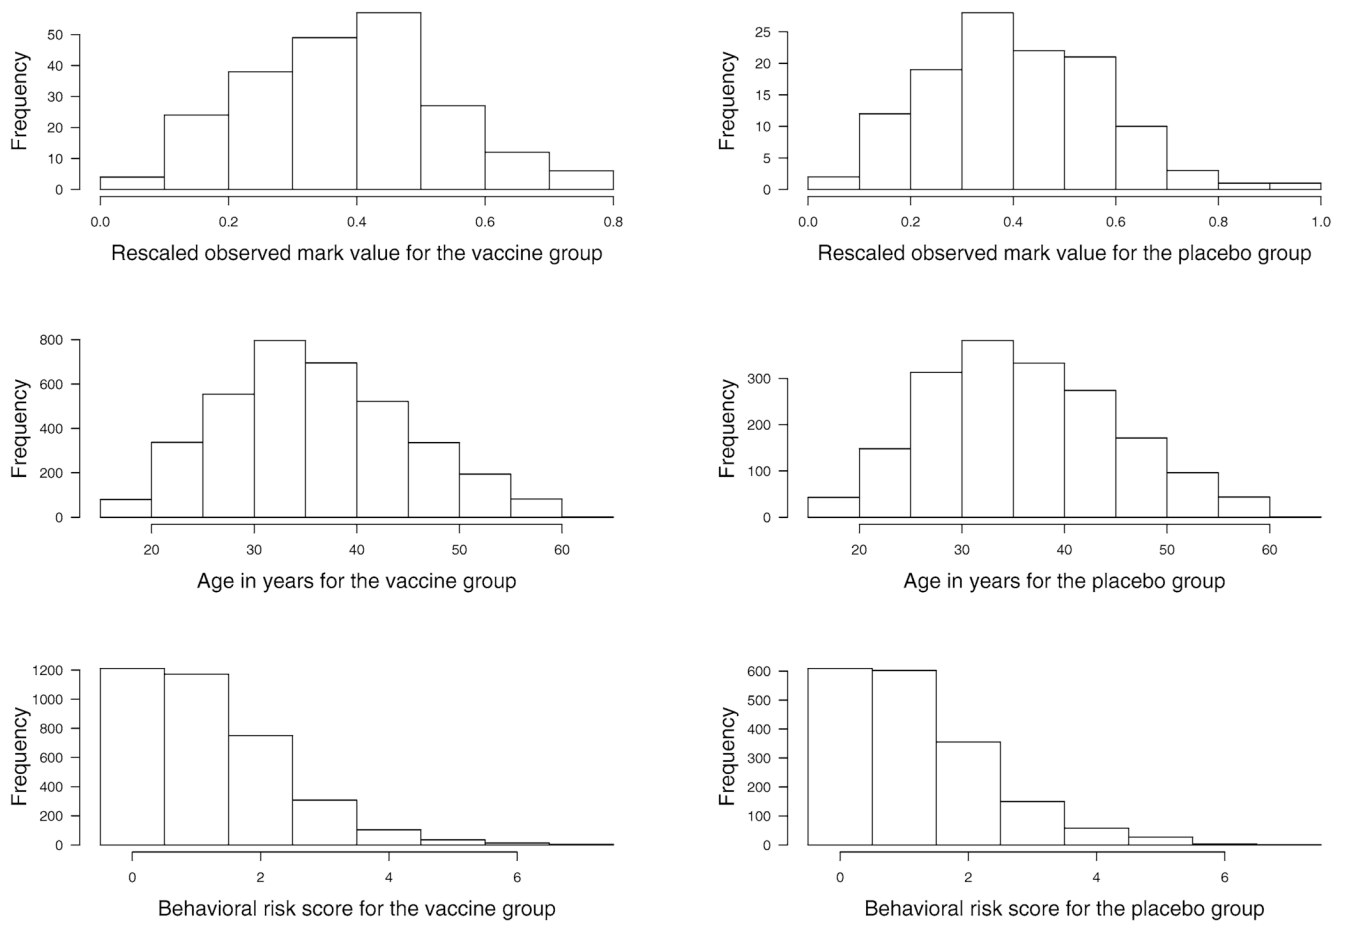 Frequency
50
40
30
20
10
0
0.0 0.2 0.4 0.6 0.8
Rescaled observed mark value for the vaccine group
Frequency
25
20
15
10
5
0
0.0 0.2 0.4 0.6 0.8 1.0
Rescaled observed mark value for the placebo group
Frequency
800
600
400
200
0
20 30 40 50 60
Age in years for the vaccine group
Frequency
300
200
100
0
20 30 40 50 60
Age in years for the placebo group
Frequency
1200
1000
800
600
400
200
0
0 2 4 6
Behavioral risk score for the vaccine group
Frequency
600
500
400
300
200
100
0
0 2 4 6
Behavioral risk score for the placebo group